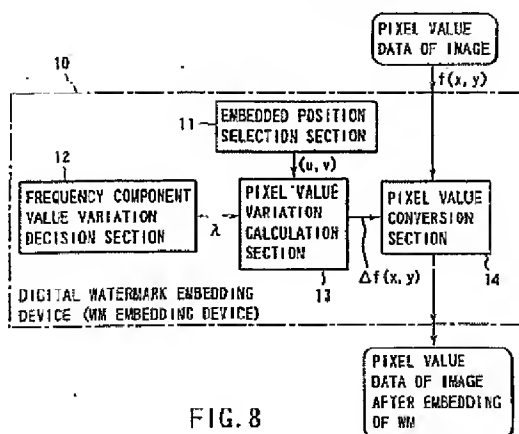 PIXEL VALUE
DATA OF IMAGE
10
f(x, y)
11
EMBEDDED POSITION
SELECTION SECTION
12
(u, v)
FREQUENCY COMPONENT
VALUE VARIATION
DECISION SECTION
λ
PIXEL VALUE
VARIATION
CALCULATION
SECTION
PIXEL VALUE
CONVERSION
SECTION
Δf(x, y)
13
14
DIGITAL WATERMARK EMBEDDING
DEVICE (WM EMBEDDING DEVICE)
PIXEL VALUE
DATA OF IMAGE
AFTER EMBEDDING
OF WM
FIG. 8